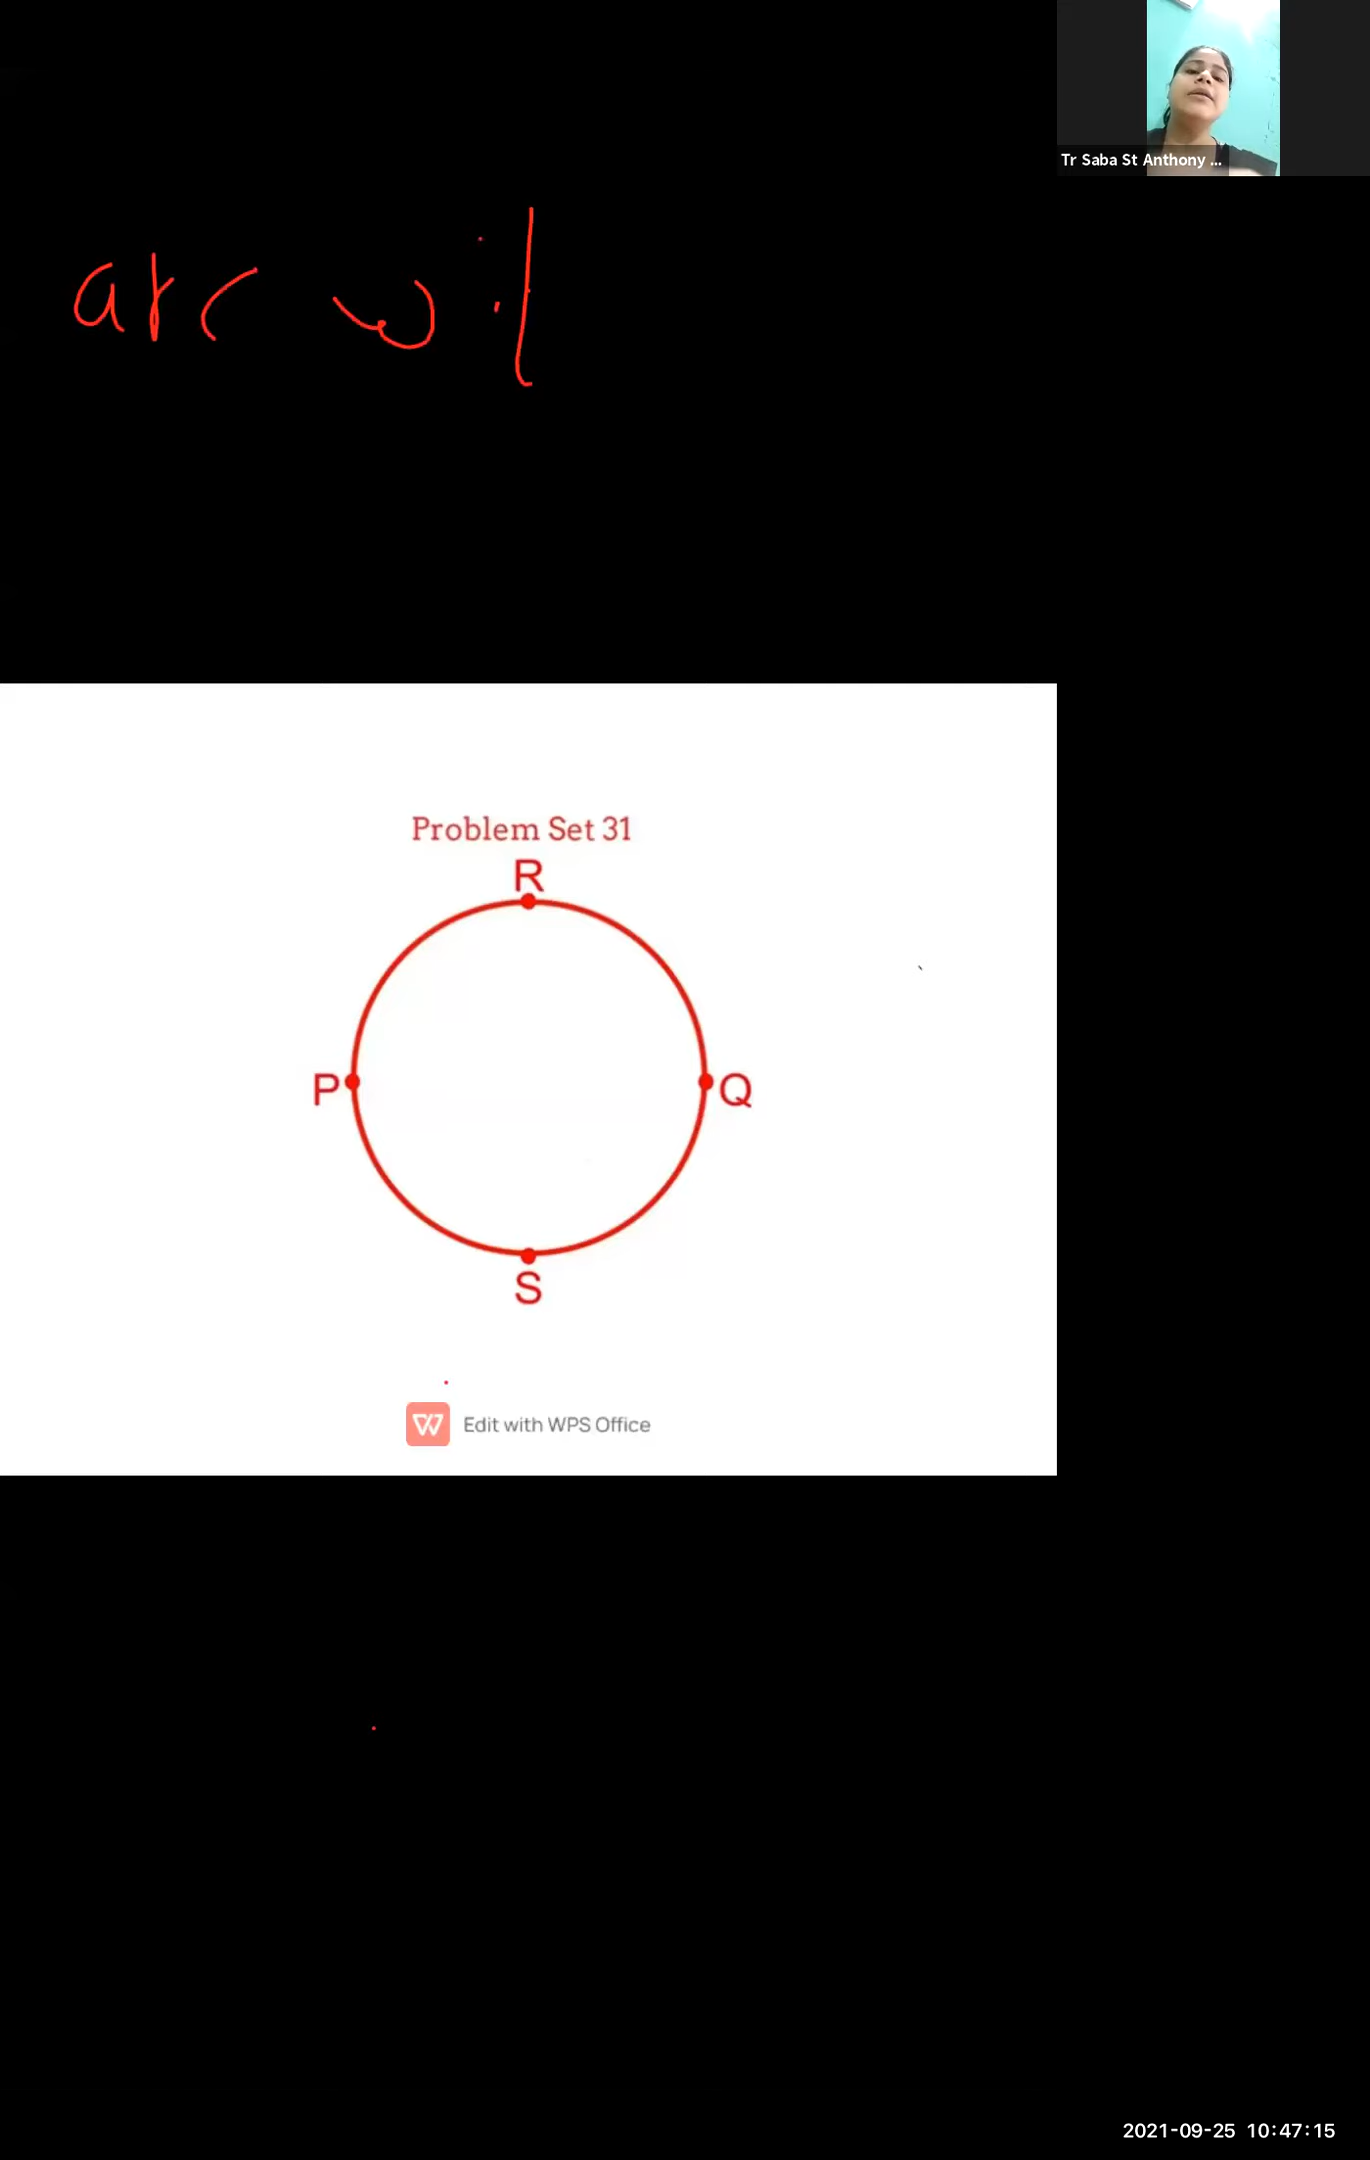 Tr Saba St Anthony ...
arc wil
Problem Set 31
R
P Q
S
Edit with WPS Office
2021-09-25 10:47:15